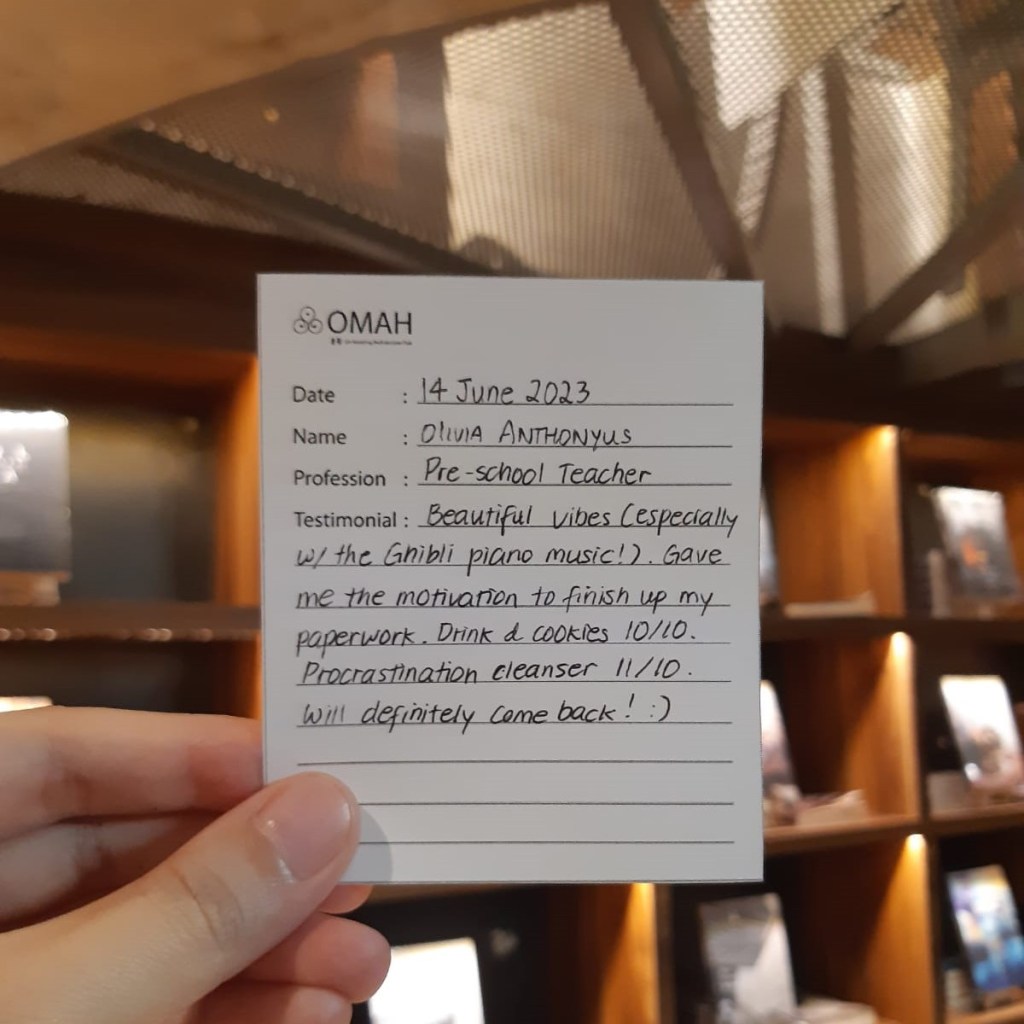 OMAH
Date : 14 June 2023
Name : Olivia Anthonyus
Profession : Pre-school Teacher
Testimonial : Beautiful vibes (especially
w/ the Ghibli piano music!). Gave
me the motivation to finish up my
paperwork. Drink & cookies 10/10.
Procrastination cleanser 11/10.
Will definitely come back! :)